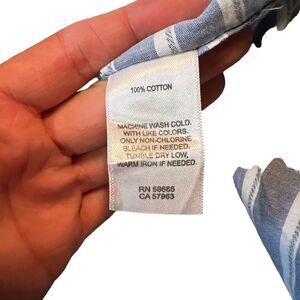 100% COTTON
MACHINE WASH COLD.
WITH LIKE COLORS.
ONLY NON-CHLORINE
BLEACH IF NEEDED.
TUMBLE DRY LOW,
WARM IRON IF NEEDED.
RN 58665
CA 57963